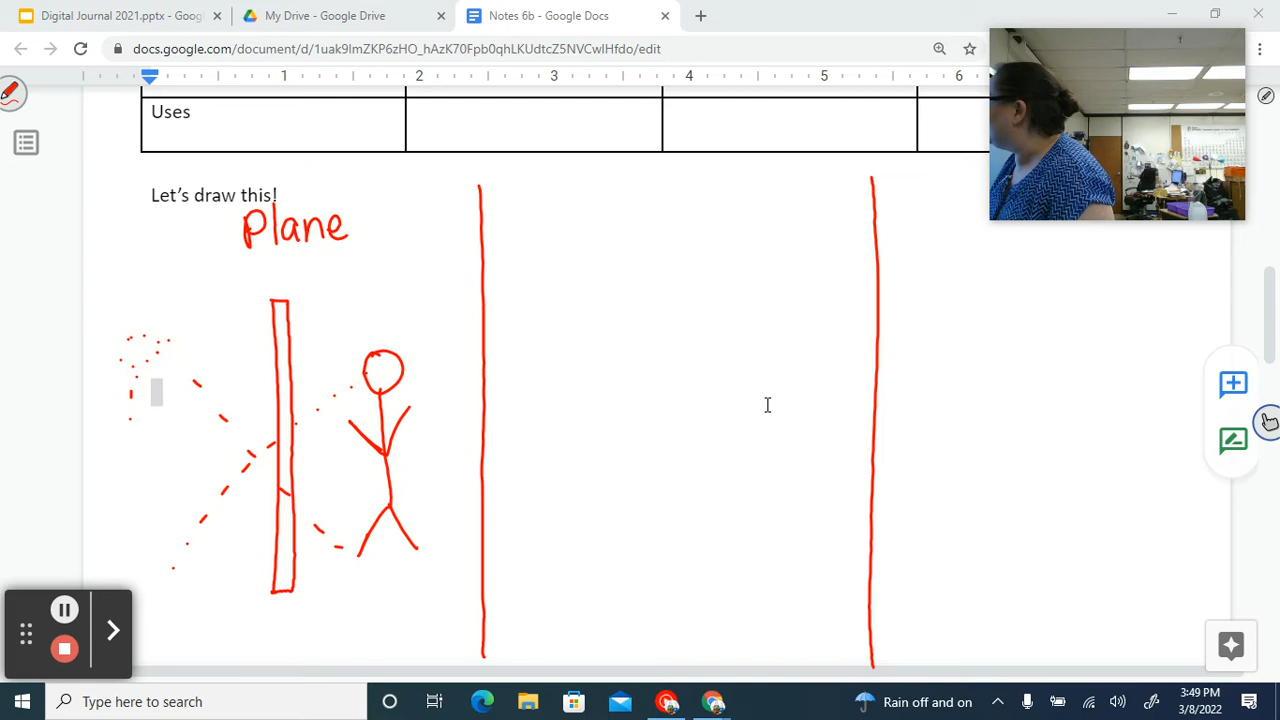 Digital Journal 2021.pptx - Goog
My Drive - Google Drive
Notes 6b - Google Docs
docs.google.com/document/d/1uak9lmZKP6zHO_hAzK70Fpb0qhLKUdtcZ5NVCwIHfdo/edit
1 2 3 4 5 6
Uses
Let's draw this!
Plane
Type here to search
Rain off and on
3:49 PM
3/8/2022